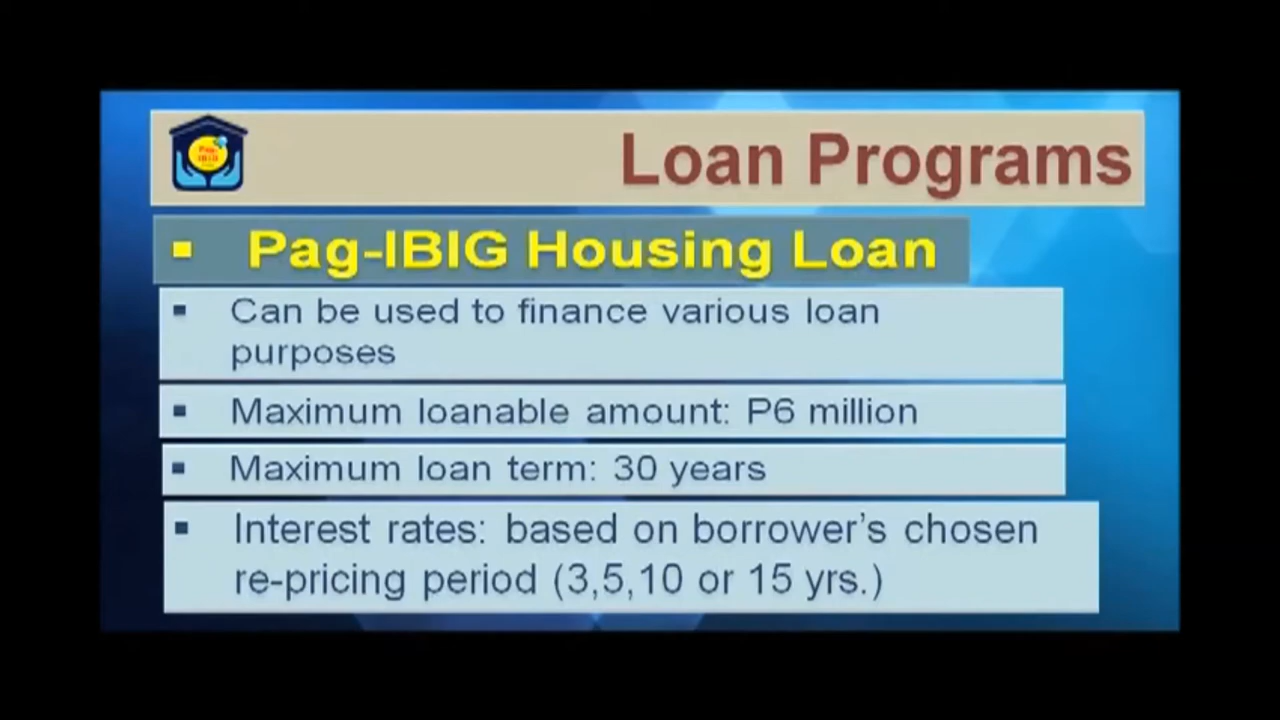 Loan Programs
▪ Pag-IBIG Housing Loan
▪ Can be used to finance various loan
purposes
▪ Maximum loanable amount: P6 million
▪ Maximum loan term: 30 years
▪ Interest rates: based on borrower’s chosen
re-pricing period (3,5,10 or 15 yrs.)